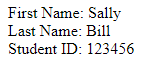 First Name: Sally
Last Name: Bill
Student ID: 123456